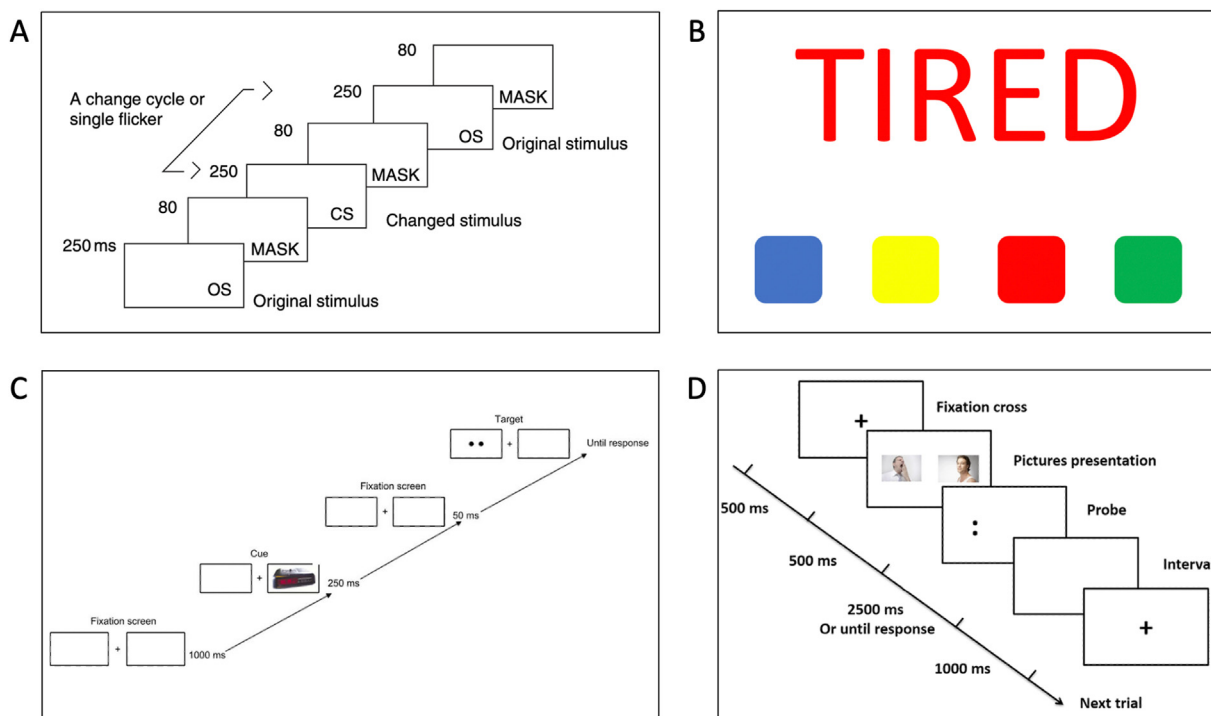 A
80
MASK
250
OS
Original stimulus
A change cycle or
single flicker
80
MASK
250
CS
Changed stimulus
80
MASK
250 ms
OS
Original stimulus
B
TIRED
C
Target
+
Until response
Fixation screen
+
50 ms
Cue
+
250 ms
Fixation screen
+
1000 ms
D
+
Fixation cross
Pictures presentation
Probe
Interva
+
500 ms
500 ms
2500 ms
Or until response
1000 ms
Next trial